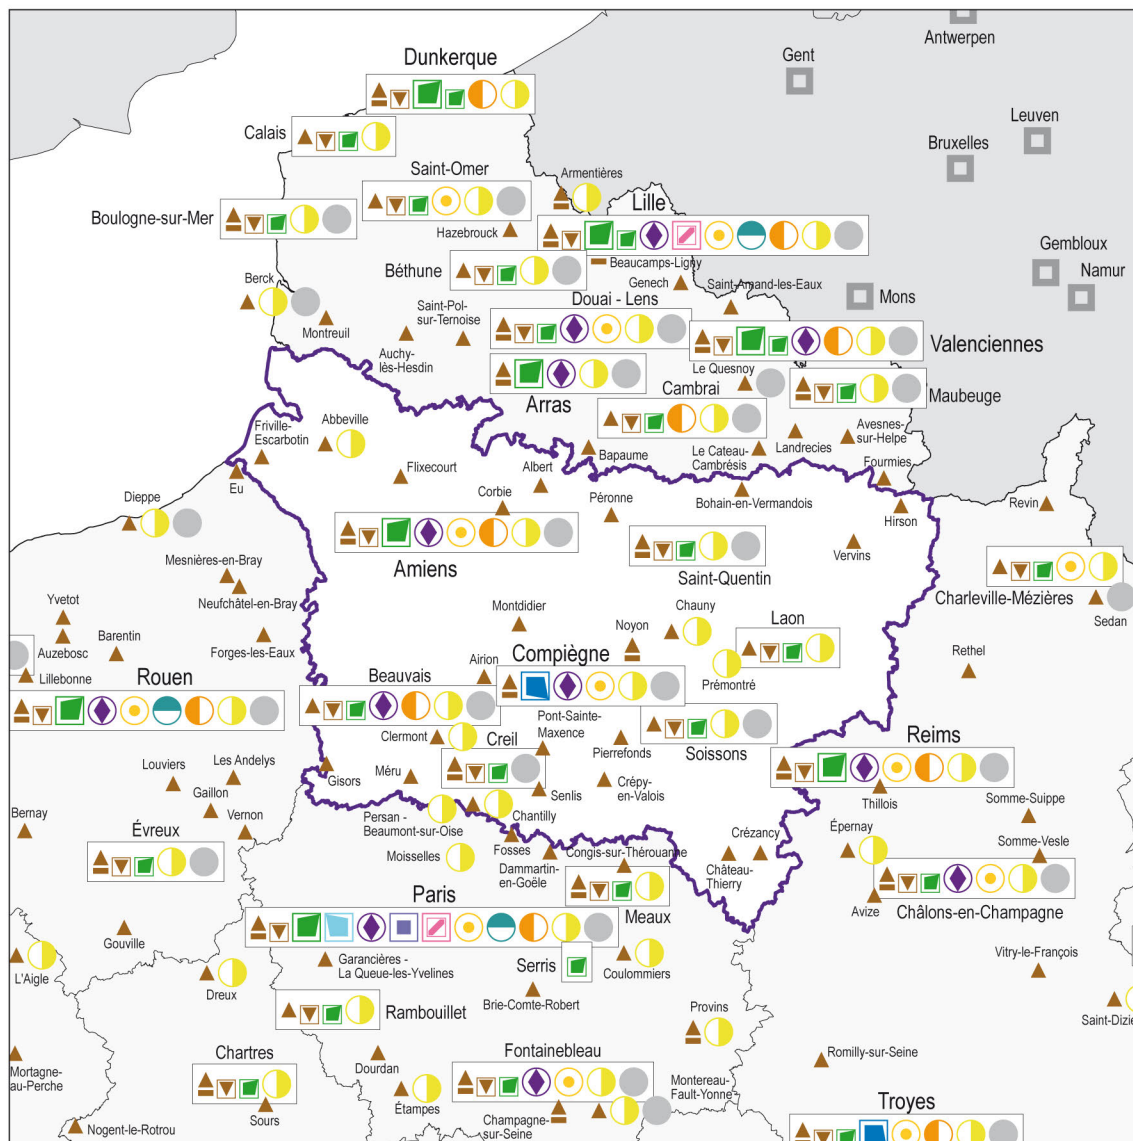 Antwerpen
Gent
Dunkerque
Leuven
Calais
Bruxelles
Saint-Omer
Armentières
Lille
Boulogne-sur-Mer
Hazebrouck
Gembloux
Béthune
Beaucamps-Ligny
Namur
Berck
Genech
Saint-Amand-les-Eaux
Mons
Saint-Pol-
sur-Ternoise
Douai - Lens
Montreuil
Valenciennes
Auchy-
lès-Hesdin
Le Quesnoy
Cambrai
Maubeuge
Arras
Abbeville
Friville-
Escarbotin
Avesnes-
sur-Helpe
Bapaume
Le Cateau-
Cambrésis
Landrecies
Flixecourt
Albert
Fourmies
Eu
Corbie
Péronne
Bohain-en-Vermandois
Dieppe
Hirson
Revin
Vervins
Mesnières-en-Bray
Amiens
Saint-Quentin
Neufchâtel-en-Bray
Charleville-Mézières
Yvetot
Montdidier
Chauny
Laon
Sedan
Auzebosc
Barentin
Forges-les-Eaux
Noyon
Rethel
Lillebonne
Rouen
Airion
Compiègne
Beauvais
Prémontré
Pont-Sainte-
Maxence
Clermont
Creil
Pierrefonds
Soissons
Reims
Louviers
Les Andelys
Gisors
Méru
Crépy-
en-Valois
Gaillon
Senlis
Thillois
Somme-Suippe
Bernay
Vernon
Persan -
Beaumont-sur-Oise
Chantilly
Évreux
Crézancy
Épernay
Somme-Vesle
Moisselles
Fosses
Dammartin-
en-Goële
Congis-sur-Thérouanne
Château-
Thierry
Paris
Meaux
Avize
Châlons-en-Champagne
Gouville
Garancières -
La Queue-les-Yvelines
Serris
Coulommiers
Vitry-le-François
L'Aigle
Dreux
Brie-Comte-Robert
Rambouillet
Provins
Saint-Dizie
Chartres
Dourdan
Fontainebleau
Romilly-sur-Seine
Mortagne-
au-Perche
Montereau-
Fault-Yonne
Étampes
Sours
Champagne-
sur-Seine
Troyes
Nogent-le-Rotrou